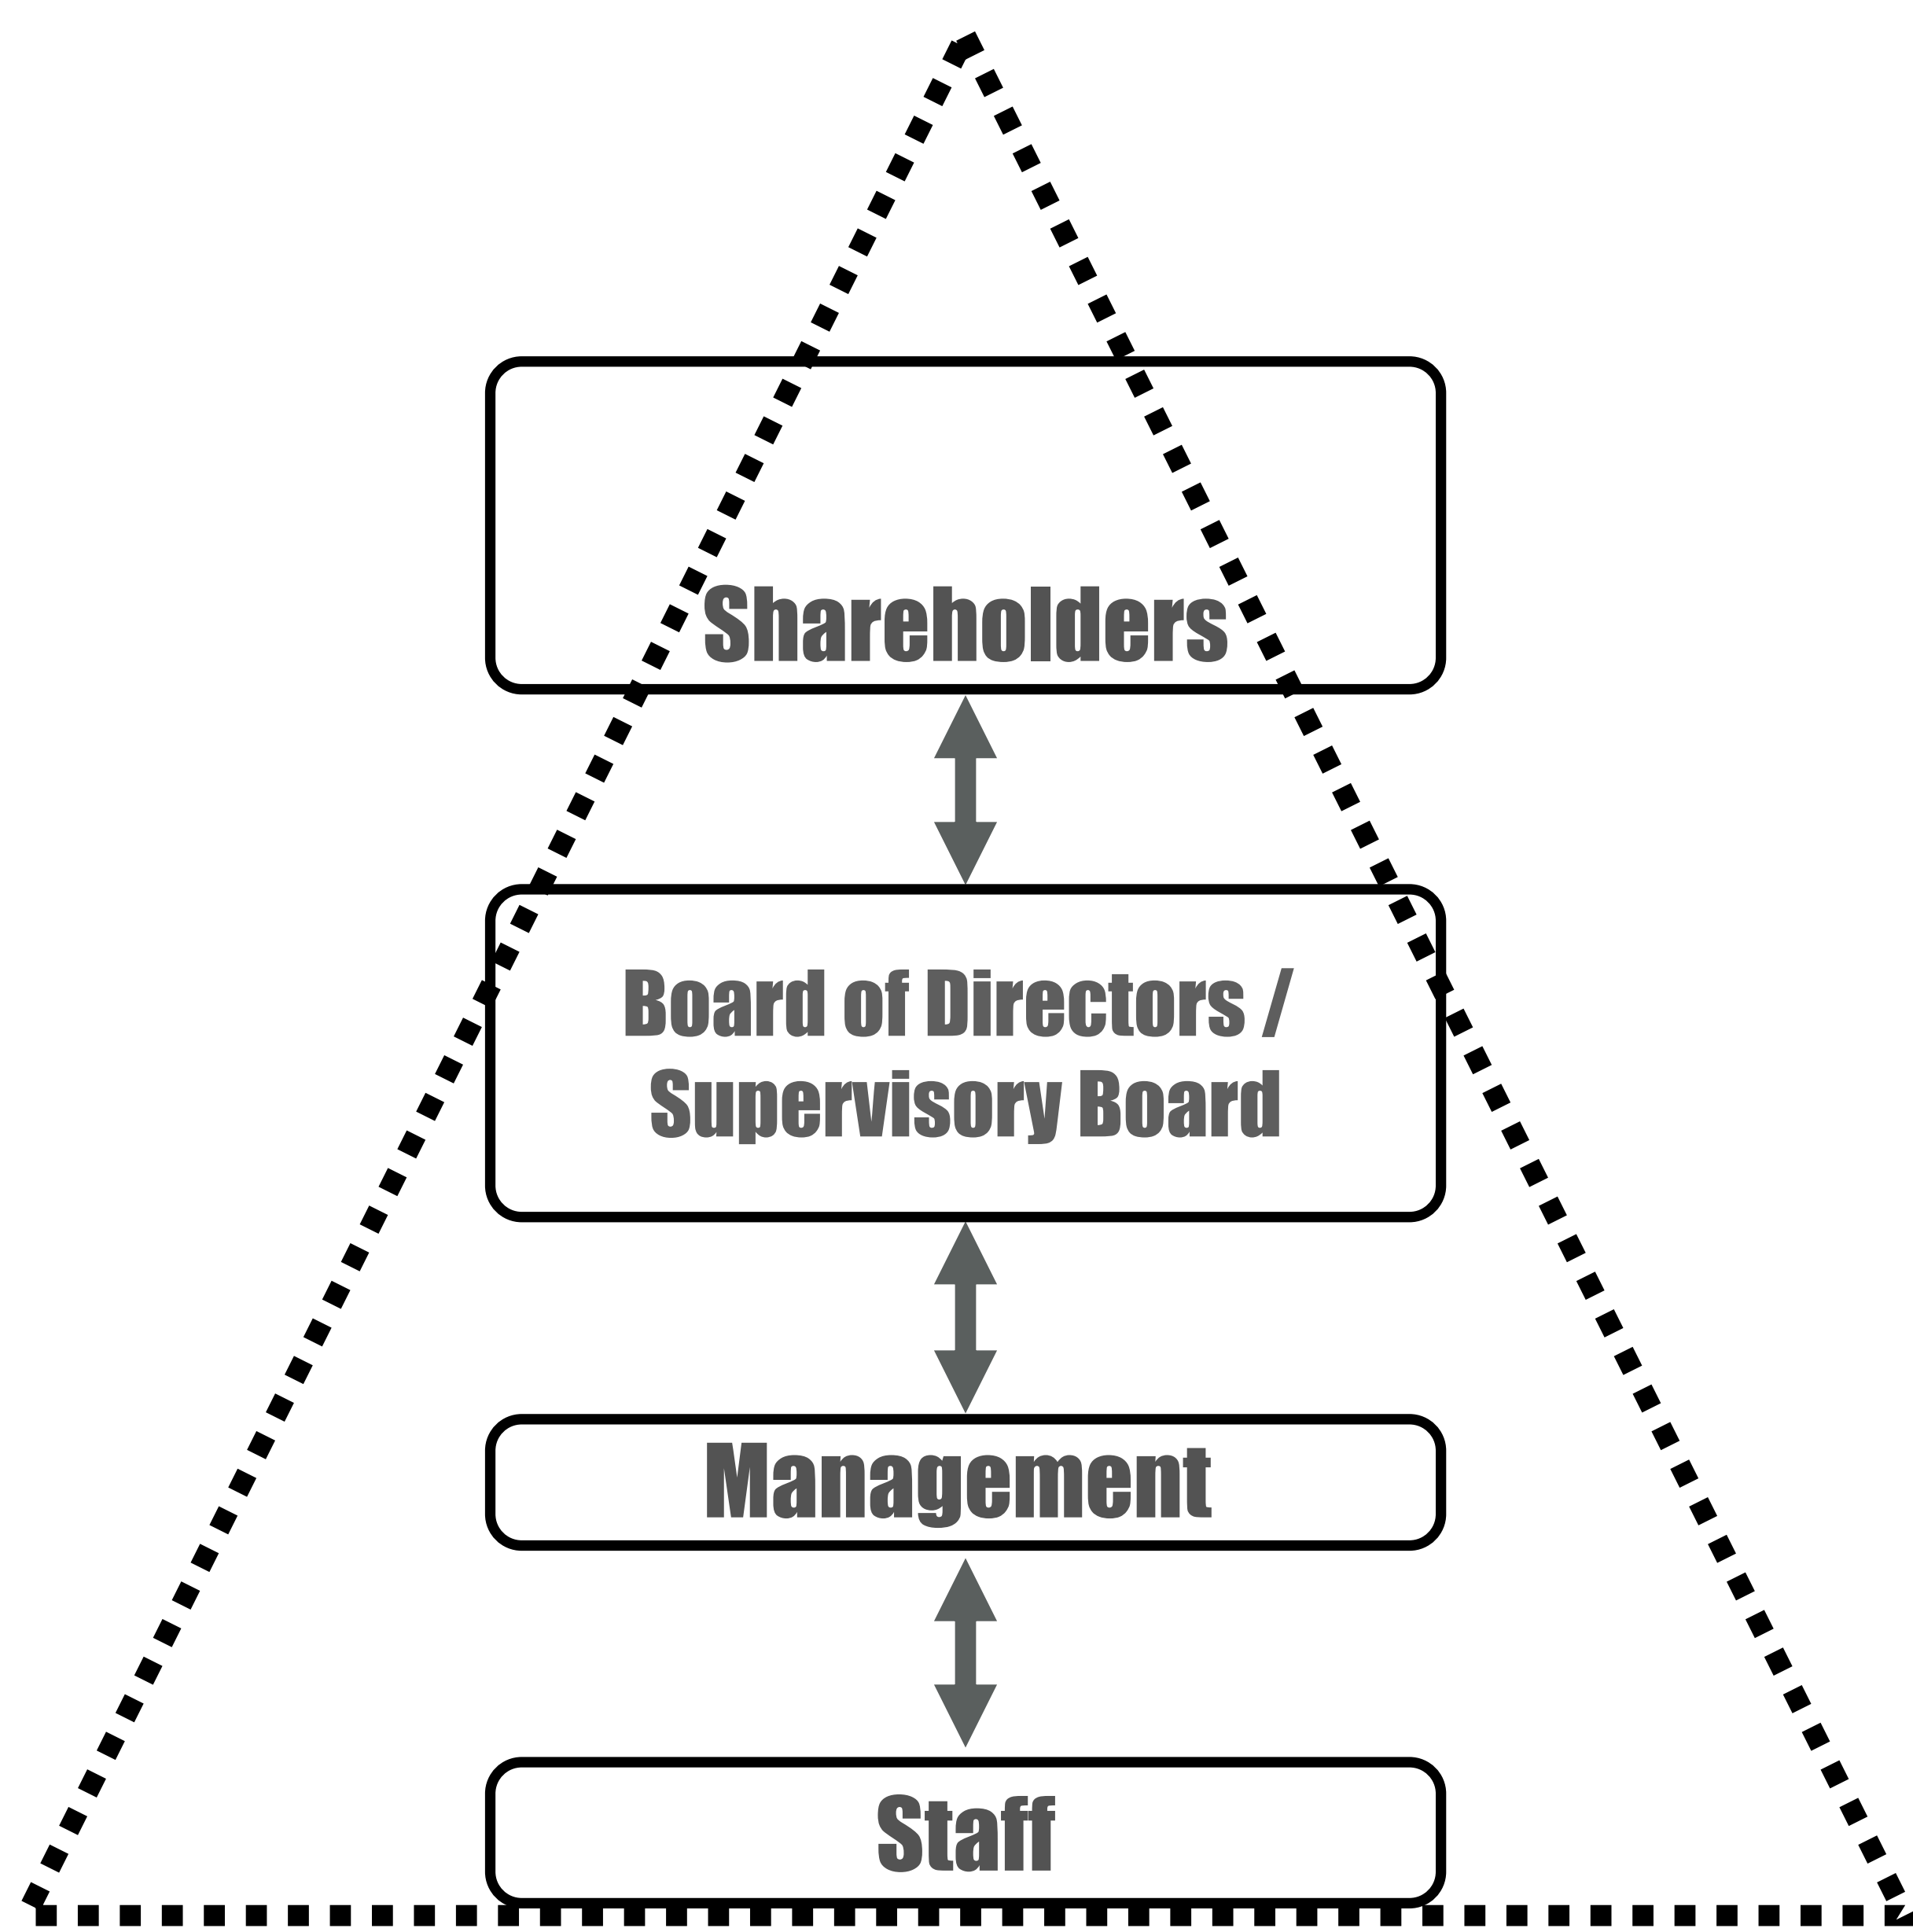 Shareholders
Board of Directors /
Supervisory Board
Management
Staff